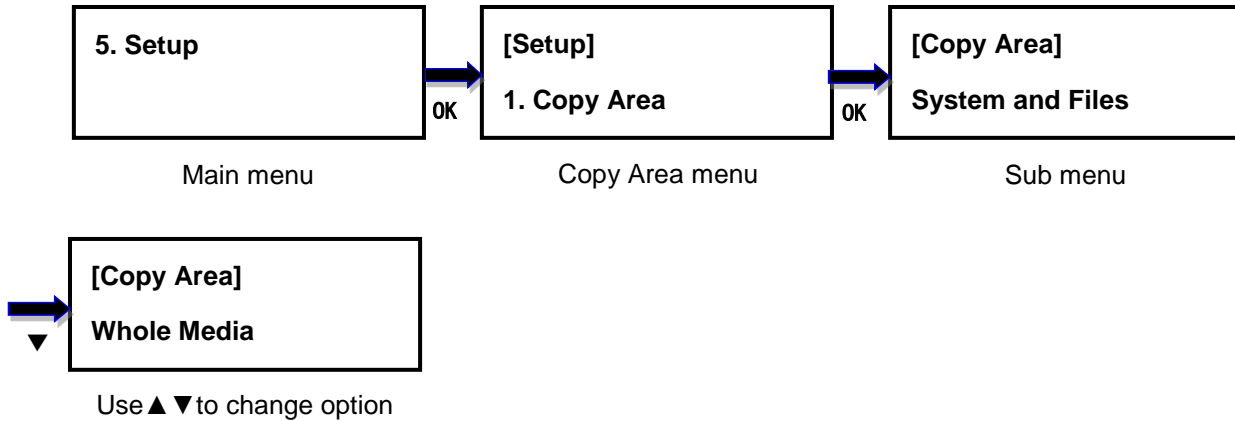 5. Setup
OK
[Setup]
1. Copy Area
OK
[Copy Area]
System and Files
Main menu
Copy Area menu
Sub menu
▼
[Copy Area]
Whole Media
Use▲▼to change option